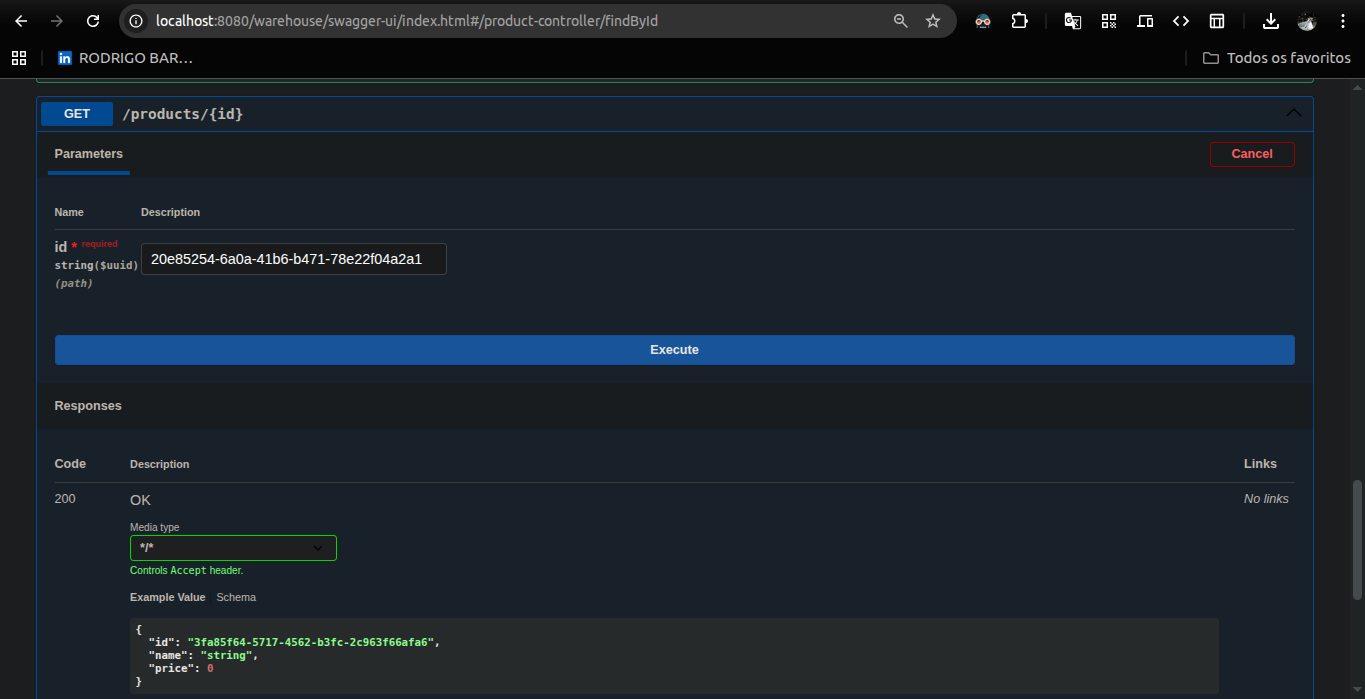 localhost:8080/warehouse/swagger-ui/index.html#/product-controller/findById
in RODRIGO BAR...
Todos os favoritos
GET /products/{id}
Parameters
Cancel
Name Description
id * required
string($uuid)
(path)
20e85254-6a0a-41b6-b471-78e22f04a2a1
Execute
Responses
Code Description Links
200 OK No links
Media type
*/*
Controls Accept header.
Example Value Schema
{
"id": "3fa85f64-5717-4562-b3fc-2c963f66afa6",
"name": "string",
"price": 0
}